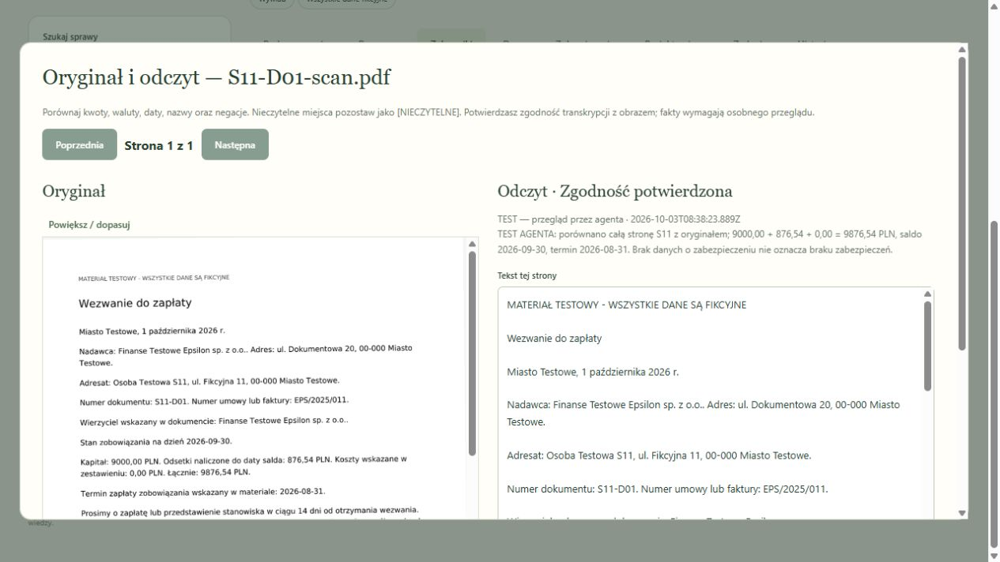 Wszystkie dane fikcyjne
Szukaj sprawy
Oryginał i odczyt — S11-D01-scan.pdf
Porównaj kwoty, waluty, daty, nazwy oraz negacje. Nieczytelne miejsca pozostaw jako [NIECZYTELNE]. Potwierdzasz zgodność transkrypcji z obrazem; fakty wymagają osobnego przeglądu.
Poprzednia
Strona 1 z 1
Następna
Oryginał
Powiększ / dopasuj
MATERIAŁ TESTOWY - WSZYSTKIE DANE SĄ FIKCYJNE
Wezwanie do zapłaty
Miasto Testowe, 1 października 2026 r.
Nadawca: Finanse Testowe Epsilon sp. z o.o.. Adres: ul. Dokumentowa 20, 00-000 Miasto
Testowe.
Adresat: Osoba Testowa S11, ul. Fikcyjna 11, 00-000 Miasto Testowe.
Numer dokumentu: S11-D01. Numer umowy lub faktury: EPS/2025/011.
Wierzyciel wskazany w dokumencie: Finanse Testowe Epsilon sp. z o.o..
Stan zobowiązania na dzień 2026-09-30.
Kapitał: 9000,00 PLN. Odsetki naliczone do daty salda: 876,54 PLN. Koszty wskazane w
zestawieniu: 0,00 PLN. Łącznie: 9876,54 PLN.
Termin zapłaty zobowiązania wskazany w materiale: 2026-08-31.
Prosimy o zapłatę lub przedstawienie stanowiska w ciągu 14 dni od otrzymania wezwania.
Odczyt · Zgodność potwierdzona
TEST — przegląd przez agenta · 2026-10-03T08:38:23.889Z
TEST AGENTA: porównano całą stronę S11 z oryginałem; 9000,00 + 876,54 + 0,00 = 9876,54 PLN, saldo
2026-09-30, termin 2026-08-31. Brak danych o zabezpieczeniu nie oznacza braku zabezpieczeń.
Tekst tej strony
MATERIAŁ TESTOWY - WSZYSTKIE DANE SĄ FIKCYJNE
Wezwanie do zapłaty
Miasto Testowe, 1 października 2026 r.
Nadawca: Finanse Testowe Epsilon sp. z o.o.. Adres: ul. Dokumentowa 20, 00-000 Miasto
Testowe.
Adresat: Osoba Testowa S11, ul. Fikcyjna 11, 00-000 Miasto Testowe.
Numer dokumentu: S11-D01. Numer umowy lub faktury: EPS/2025/011.
wiedzy.